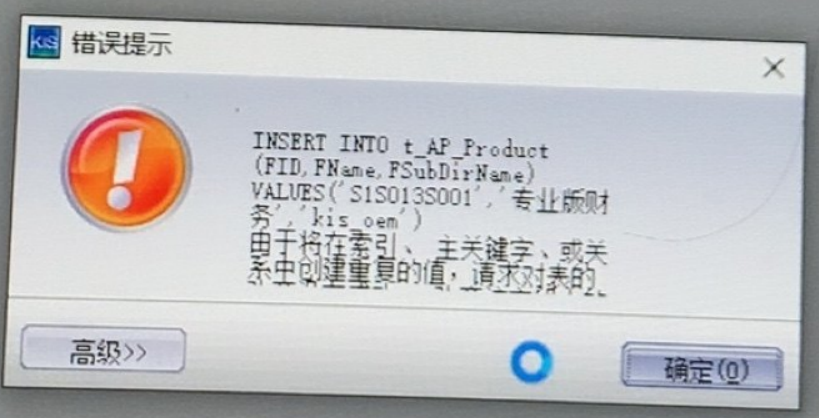 KIS 错误提示
INSERT INTO t_AP_Product
(FID,FName,FSubDirName)
VALUES('S1S013S001','专业版财
务','kis_oem')
由于将在索引、 主关键字、或关
系中创建重复的值，请求对表的
高级>>
确定(O)